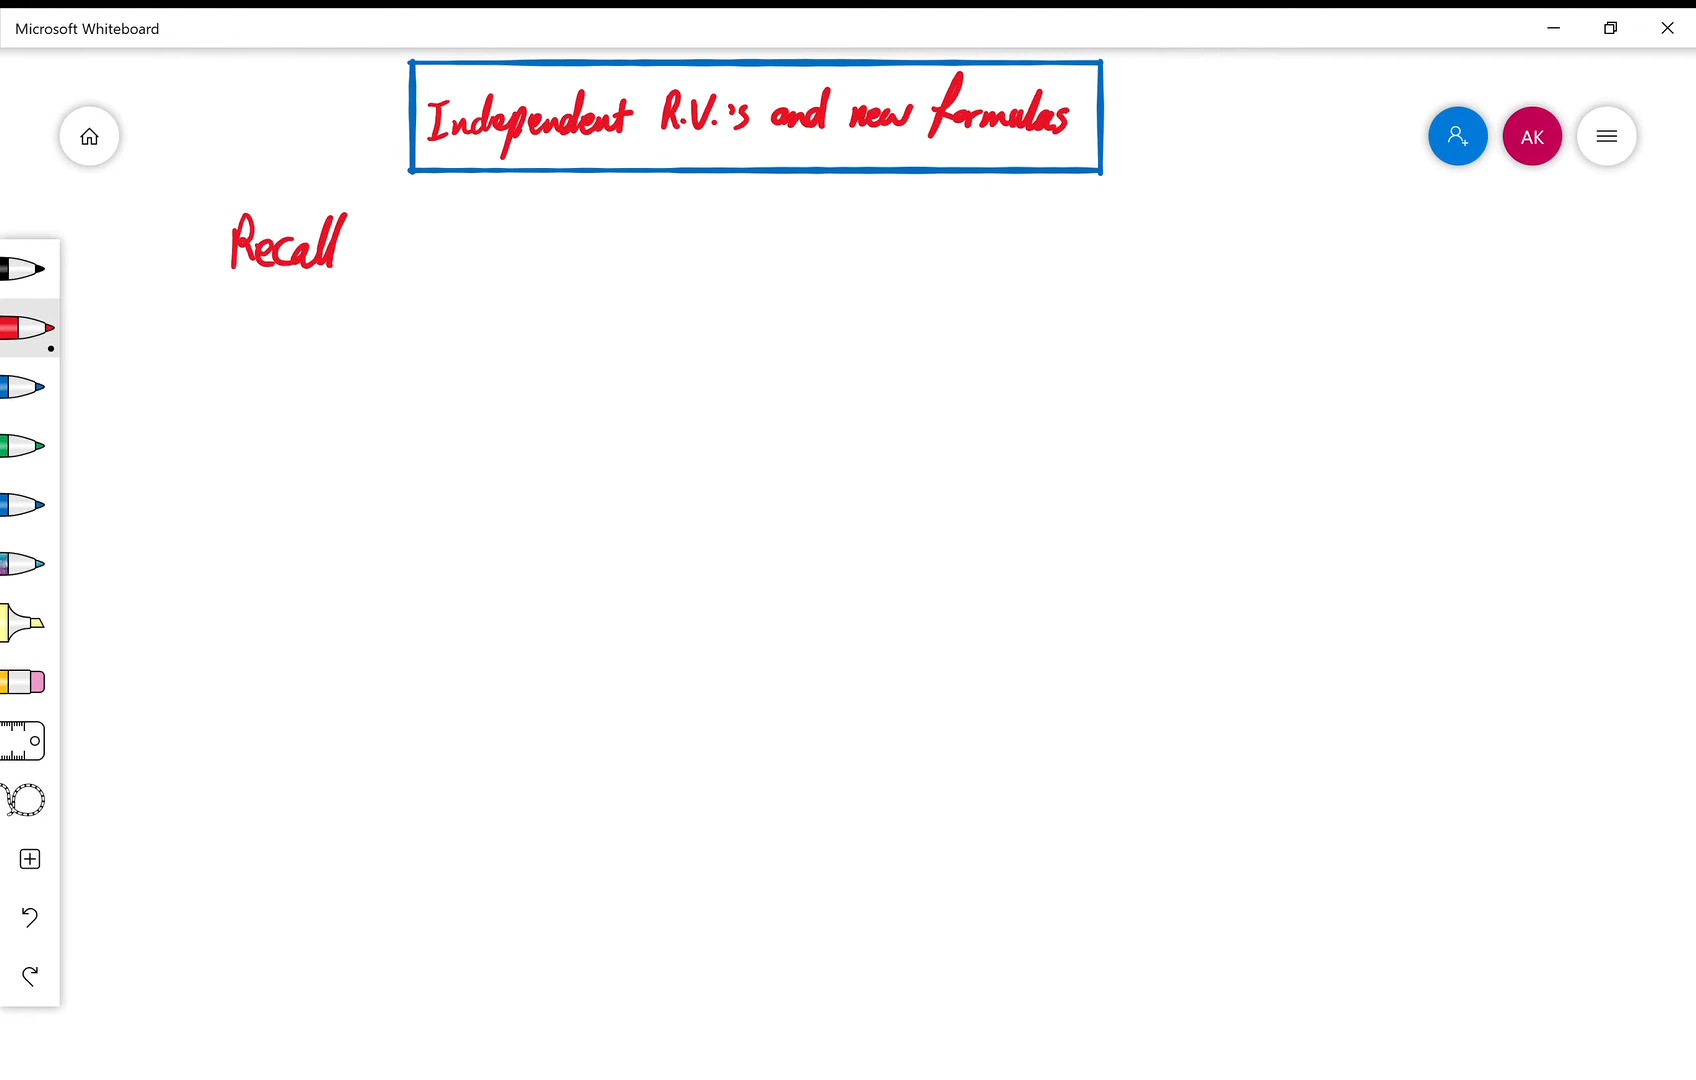 Microsoft Whiteboard
Independent R.V.'s and new formulas
AK
Recall